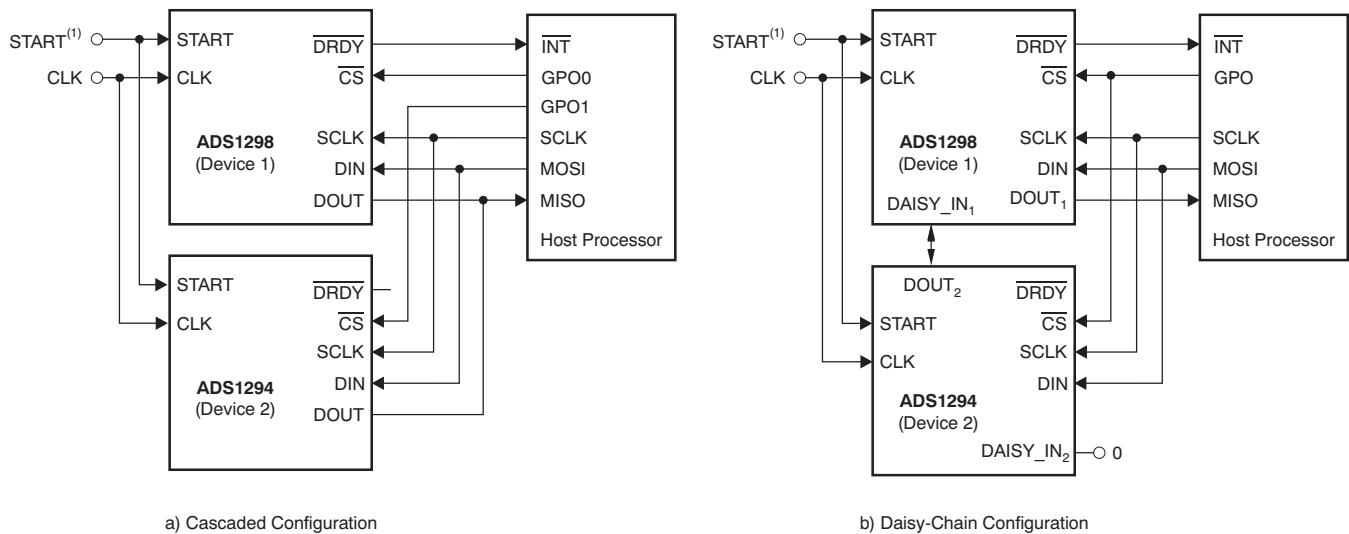 START(1)
CLK
START
CLK
DRDY
CS
ADS1298
(Device 1)
SCLK
DIN
DOUT
INT
GPO0
GPO1
SCLK
MOSI
MISO
Host Processor
START
CLK
DRDY
CS
SCLK
DIN
DOUT
ADS1294
(Device 2)
a) Cascaded Configuration
START(1)
CLK
START
CLK
DRDY
CS
ADS1298
(Device 1)
SCLK
DIN
DAISY_IN1
DOUT1
INT
GPO
SCLK
MOSI
MISO
Host Processor
DOUT2
START
CLK
DRDY
CS
SCLK
DIN
ADS1294
(Device 2)
DAISY_IN2
0
b) Daisy-Chain Configuration